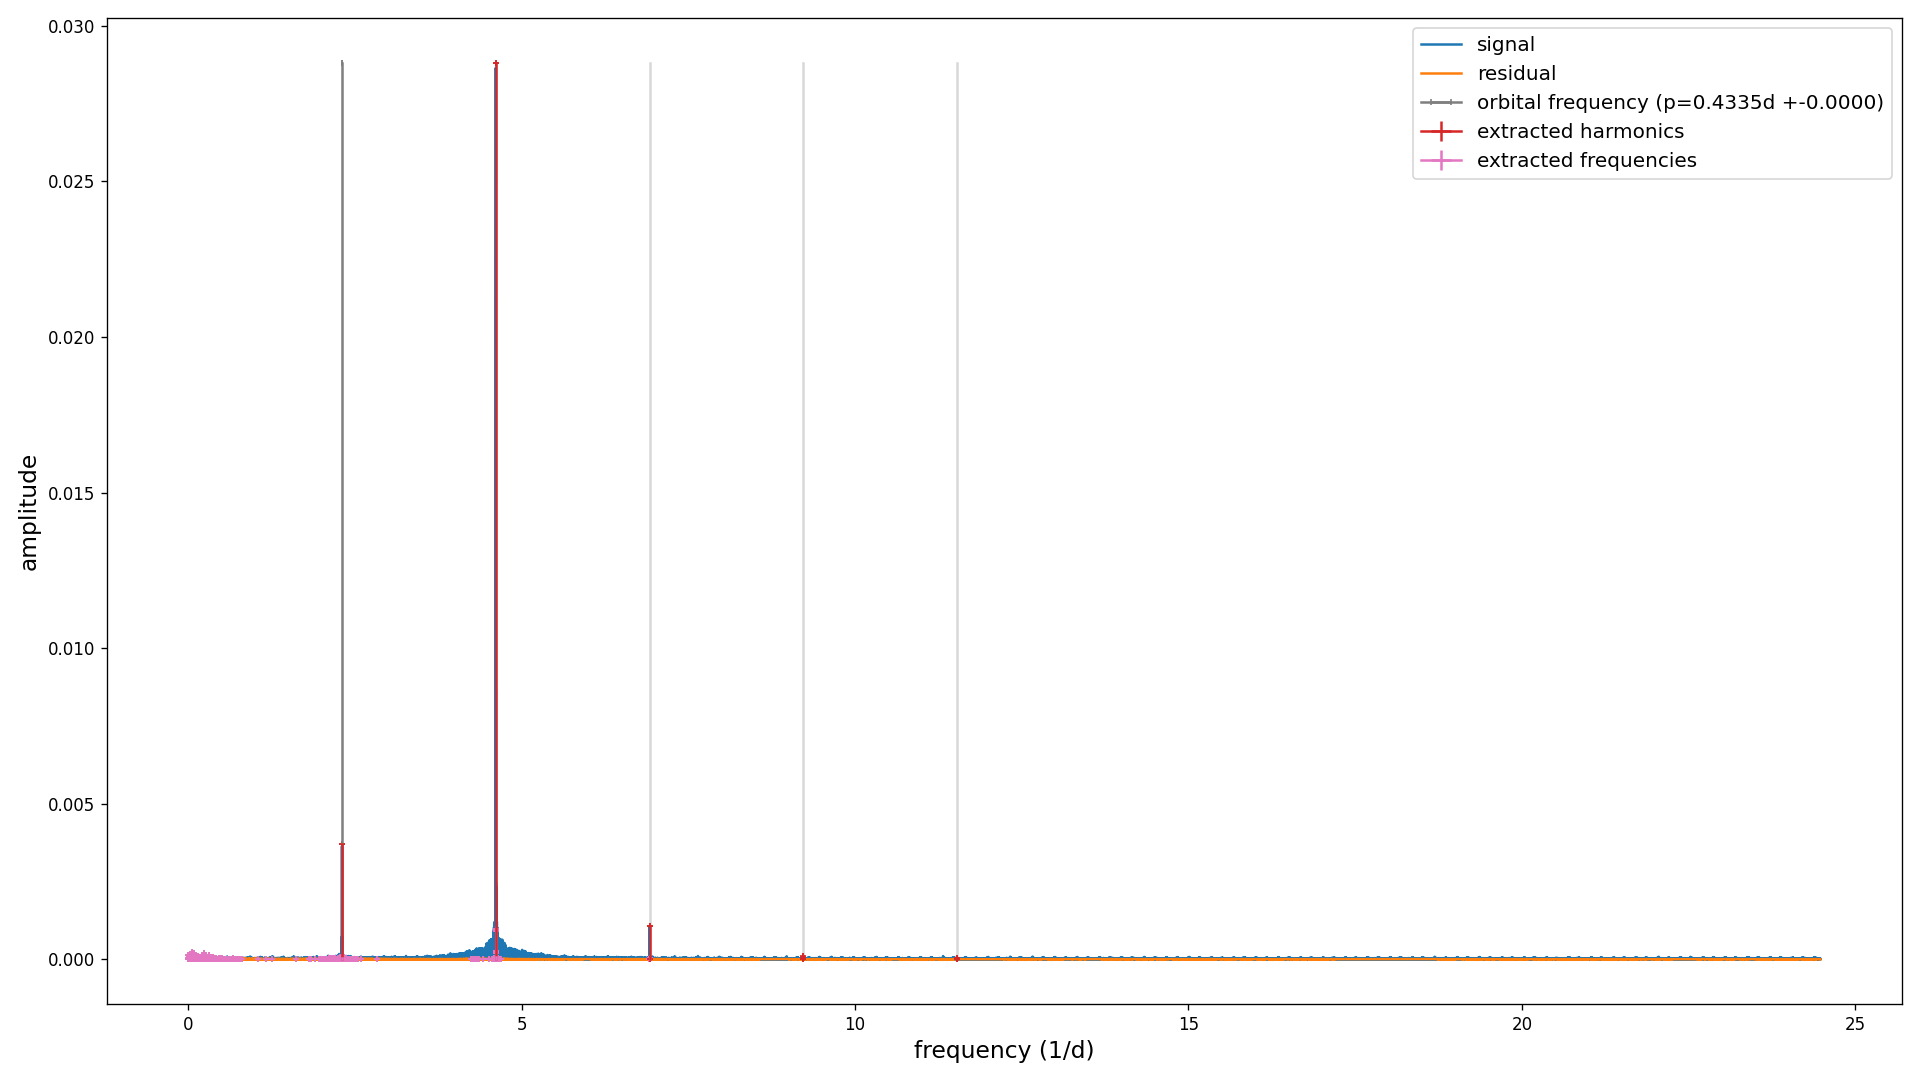 0.030
0.025
0.020
0.015
0.010
0.005
0.000
amplitude
0
5
10
15
20
25
frequency (1/d)
signal
residual
orbital frequency (p=0.4335d +-0.0000)
extracted harmonics
extracted frequencies